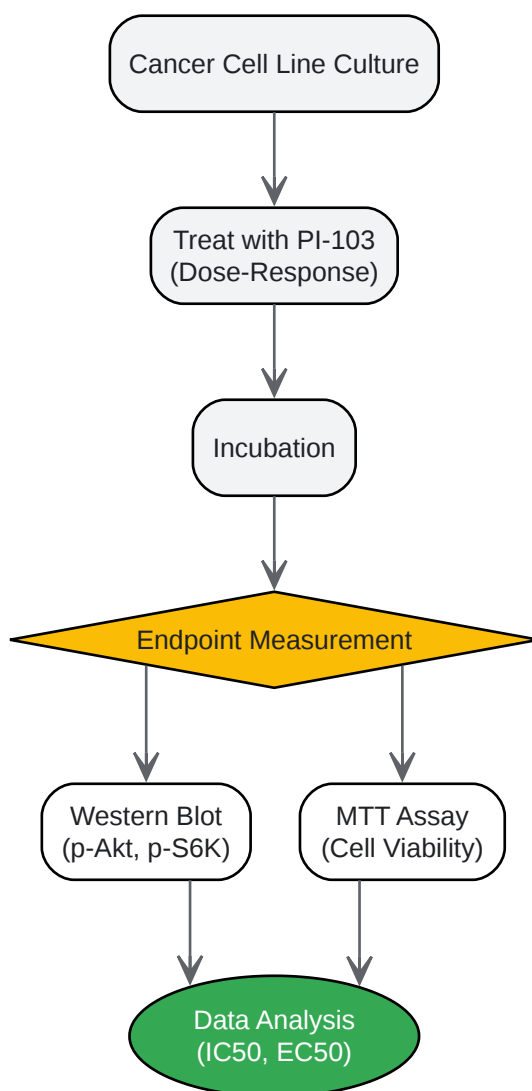 Cancer Cell Line Culture
Treat with PI-103
(Dose-Response)
Incubation
Endpoint Measurement
Western Blot
(p-Akt, p-S6K)
MTT Assay
(Cell Viability)
Data Analysis
(IC50, EC50)